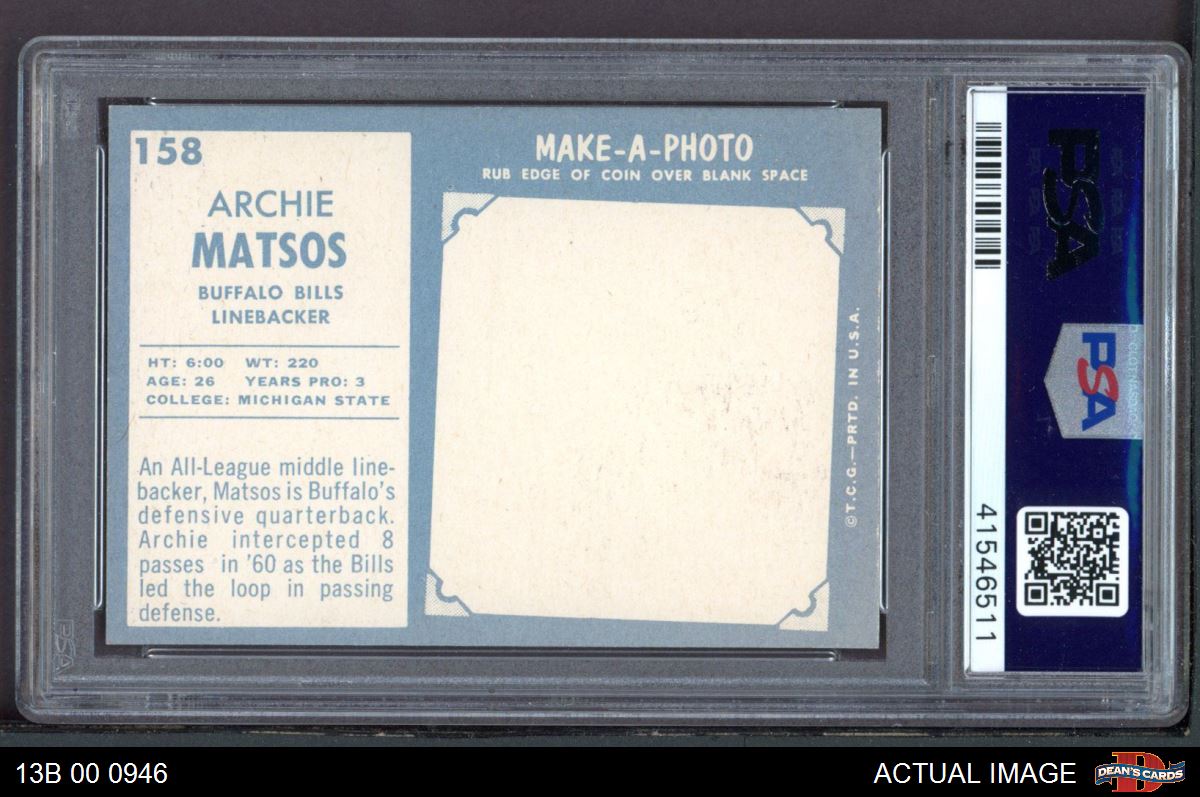 158
ARCHIE
MATSOS
BUFFALO BILLS
LINEBACKER
HT: 6:00 WT: 220
AGE: 26 YEARS PRO: 3
COLLEGE: MICHIGAN STATE
An All-League middle line-
backer, Matsos is Buffalo's
defensive quarterback.
Archie intercepted 8
passes in '60 as the Bills
led the loop in passing
defense.
MAKE-A-PHOTO
RUB EDGE OF COIN OVER BLANK SPACE
©T.C.G.—PRTD. IN U.S.A.
PSA
PSA
41546511
PSA
13B 00 0946
ACTUAL IMAGE
D
DEAN'S CARDS